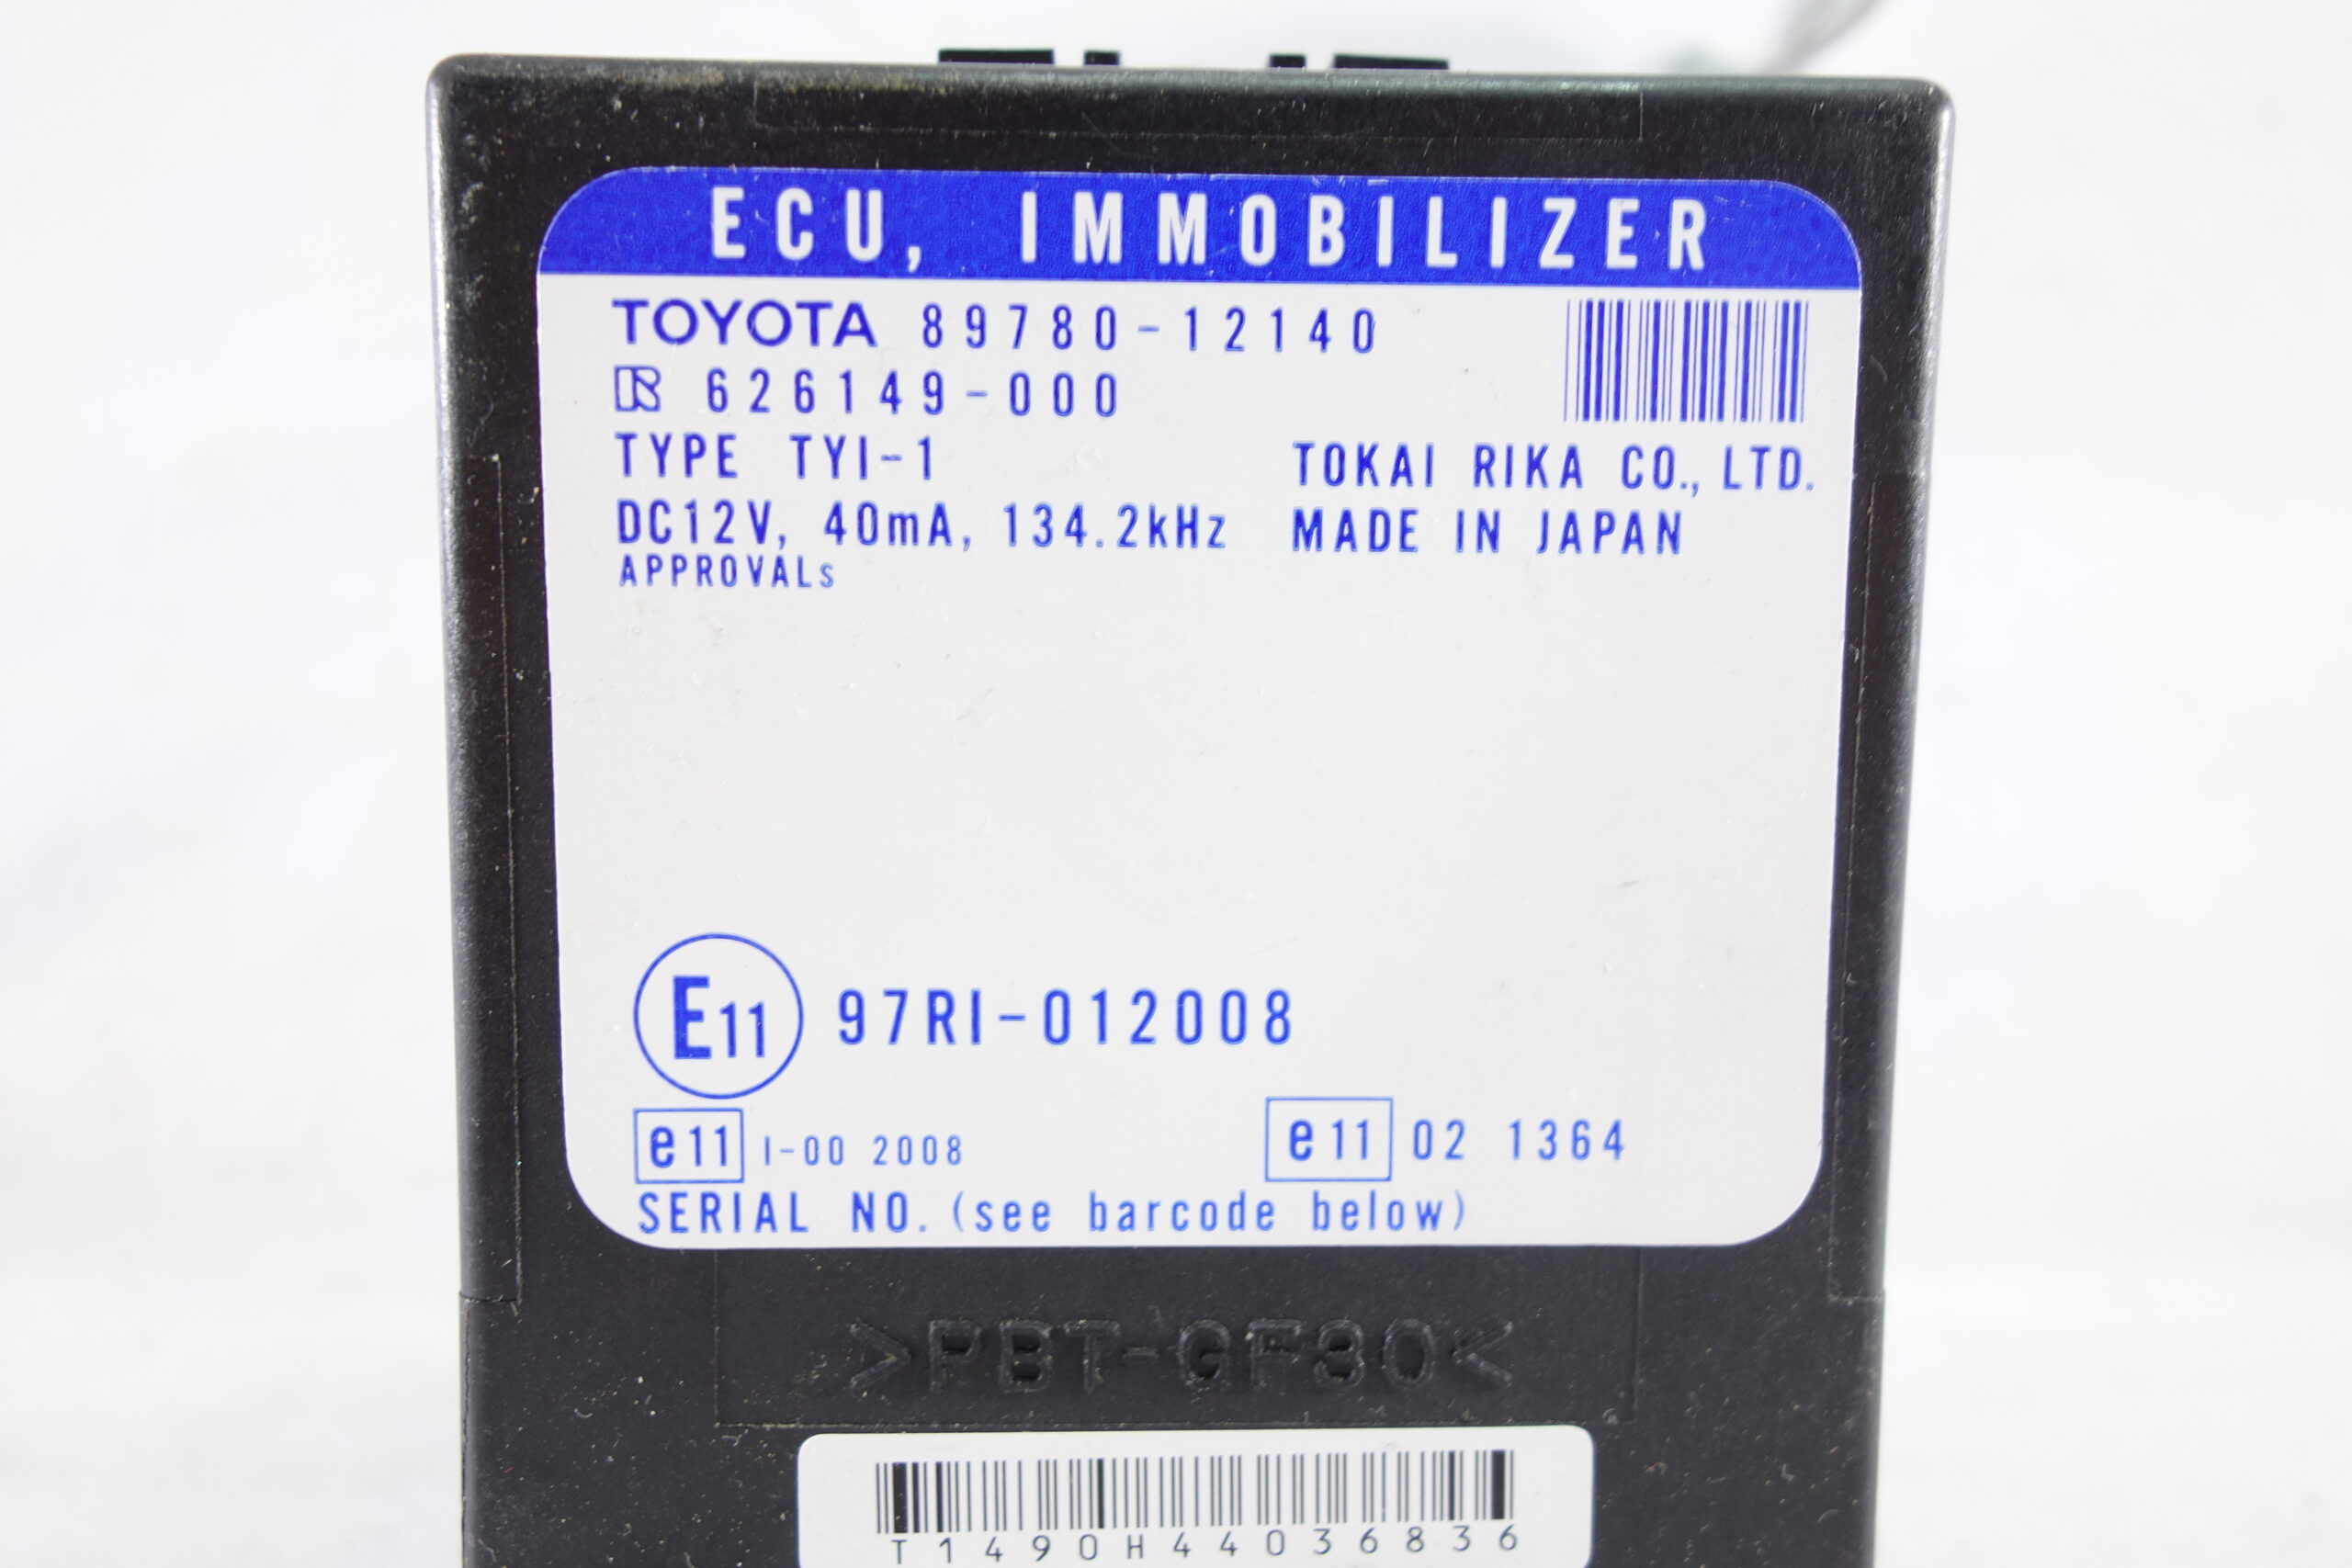 ECU, IMMOBILIZER
TOYOTA 89780-12140
626149-000
TYPE TYI-1
TOKAI RIKA CO., LTD.
DC12V, 40mA, 134.2kHz
MADE IN JAPAN
APPROVALs
E11 97RI-012008
e11 I-00 2008
e11 02 1364
SERIAL NO. (see barcode below)
>PBT-GF30<
T1490H44036836